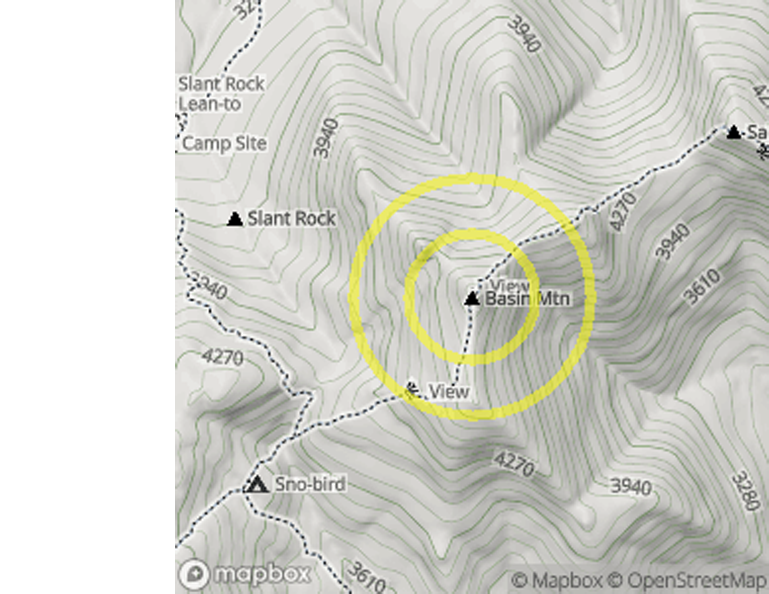 3940
Slant Rock
Lean-to
Camp Site
3940
Sa
Slant Rock
4270
3940
3610
View
Basin Mtn
4270
View
4270
3940
3280
Sno-bird
3610
mapbox
© Mapbox © OpenStreetMap